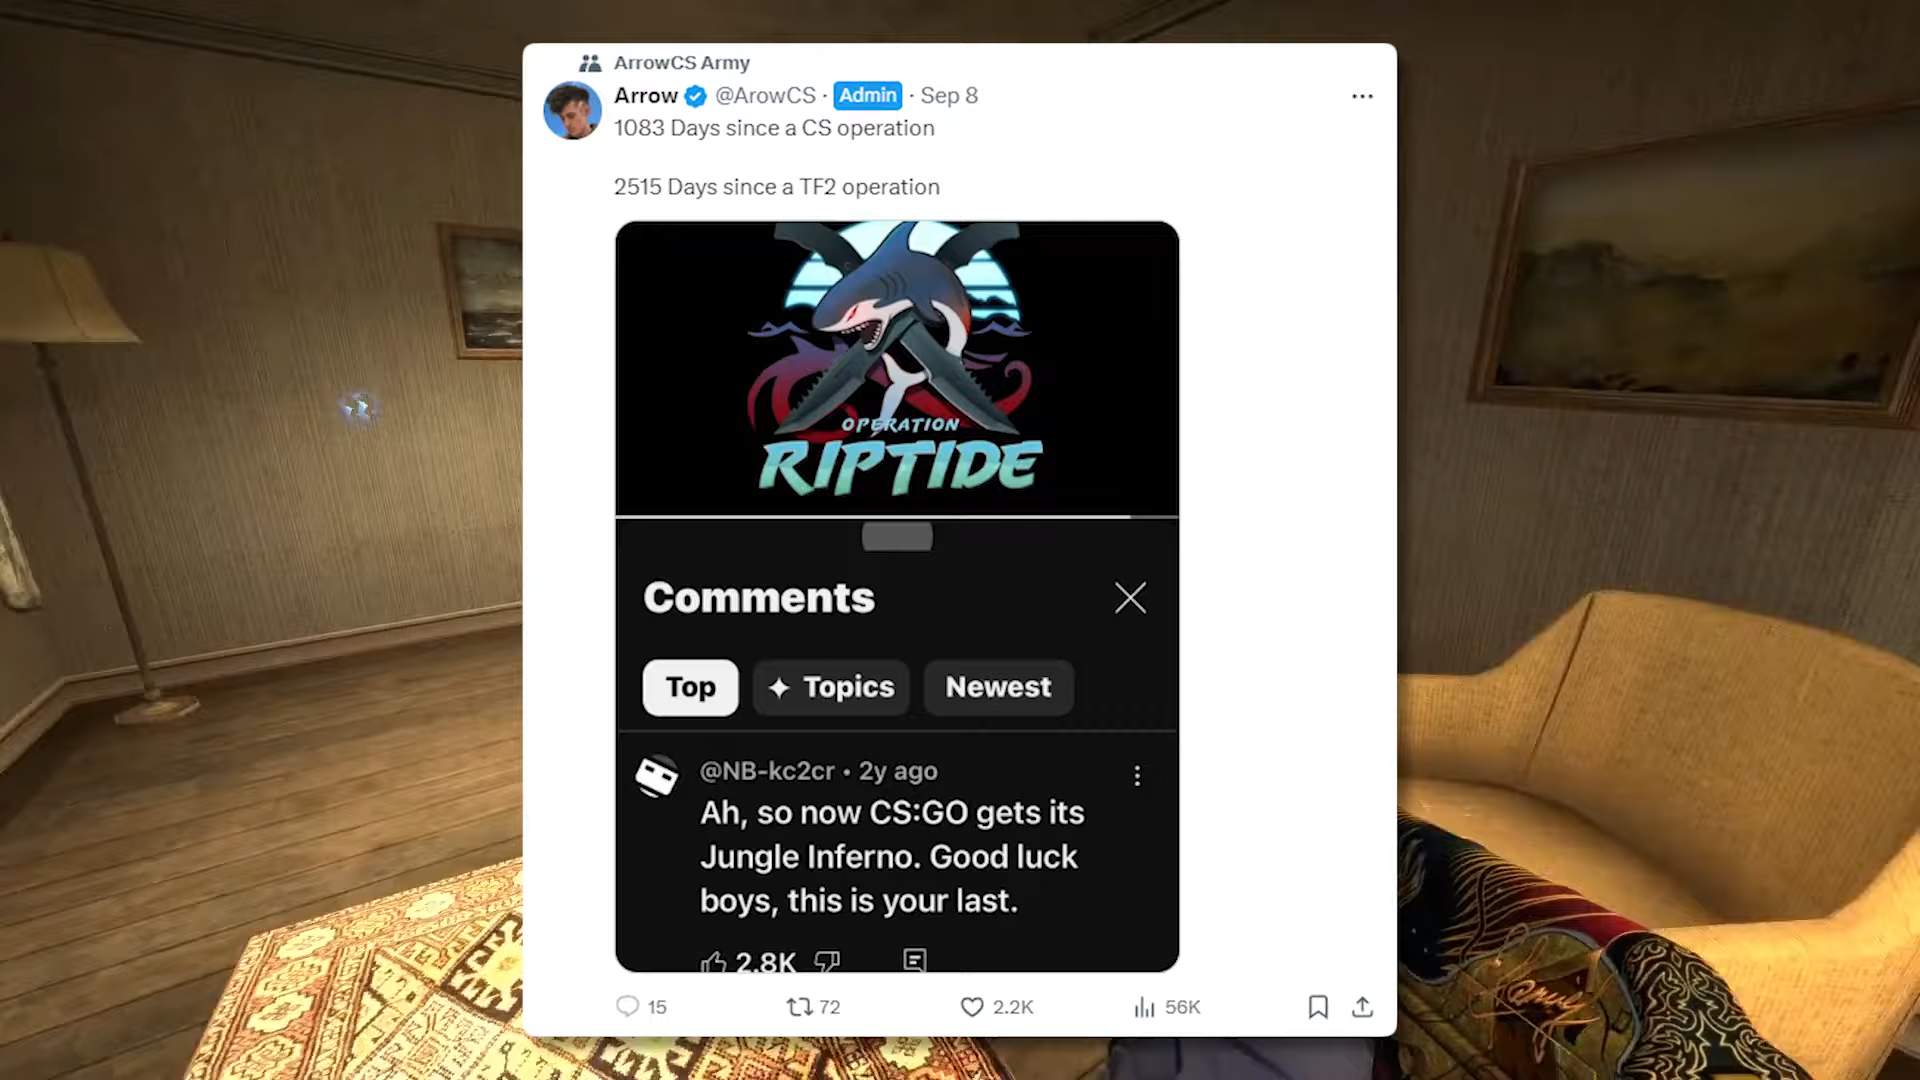 ArrowCS Army
Arrow @ArowCS · Admin · Sep 8
1083 Days since a CS operation
2515 Days since a TF2 operation
OPERATION
RIPTIDE
Comments
Top
Topics
Newest
@NB-kc2cr • 2y ago
Ah, so now CS:GO gets its
Jungle Inferno. Good luck
boys, this is your last.
2.8K
15
72
2.2K
56K